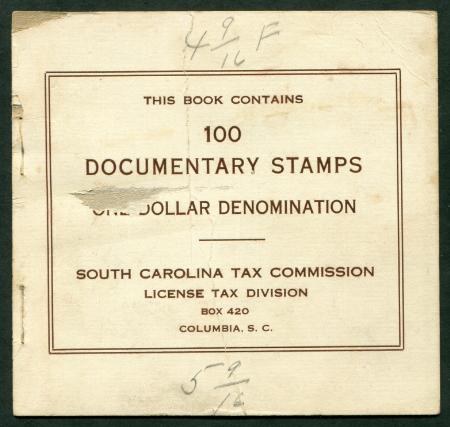 4 9/16 F
THIS BOOK CONTAINS
100
DOCUMENTARY STAMPS
ONE DOLLAR DENOMINATION
SOUTH CAROLINA TAX COMMISSION
LICENSE TAX DIVISION
BOX 420
COLUMBIA, S. C.
5 9/16